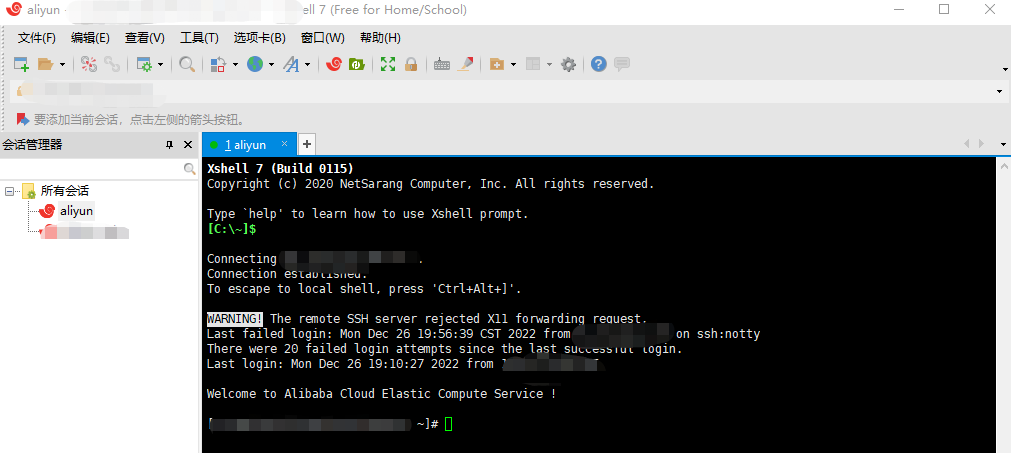 aliyun - ell 7 (Free for Home/School)
文件(F) 编辑(E) 查看(V) 工具(T) 选项卡(B) 窗口(W) 帮助(H)
要添加当前会话，点击左侧的箭头按钮。
会话管理器
1 aliyun
所有会话
aliyun
Xshell 7 (Build 0115)
Copyright (c) 2020 NetSarang Computer, Inc. All rights reserved.
Type `help' to learn how to use Xshell prompt.
[C:\~]$
Connecting .
Connection established.
To escape to local shell, press 'Ctrl+Alt+]'.
WARNING! The remote SSH server rejected X11 forwarding request.
Last failed login: Mon Dec 26 19:56:39 CST 2022 from on ssh:notty
There were 20 failed login attempts since the last successful login.
Last login: Mon Dec 26 19:10:27 2022 from
Welcome to Alibaba Cloud Elastic Compute Service !
[ ~]#